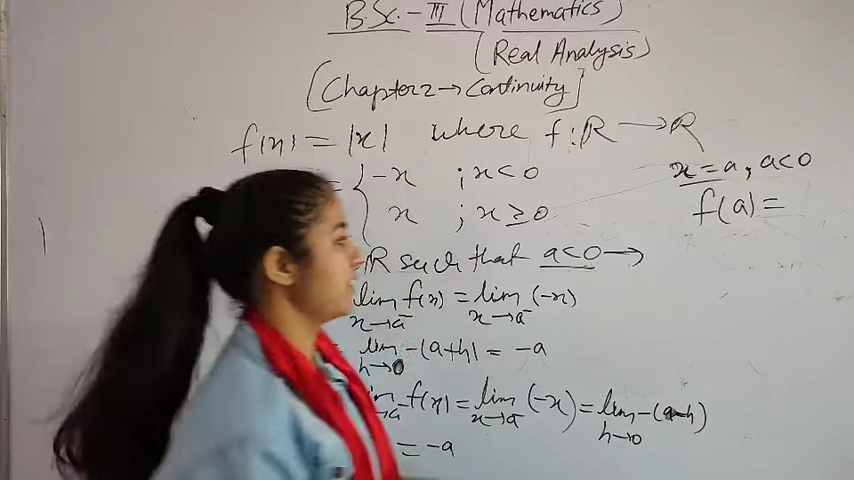 B.Sc. - III (Mathematics)
(Real Analysis)
[Chapter 2 → Continuity]
f(x) = |x| where f : ℝ → ℝ
= { -x ; x < 0
x ; x ≥ 0
x = a, a < 0
f(a) =
ℝ such that a < 0 →
lim x→a⁻ f(x) = lim x→a⁻ (-x)
lim h→0 -(a+h) = -a
lim x→a⁻ f(x) = lim x→a⁻ (-x) = lim h→0 -(a-h)
= -a